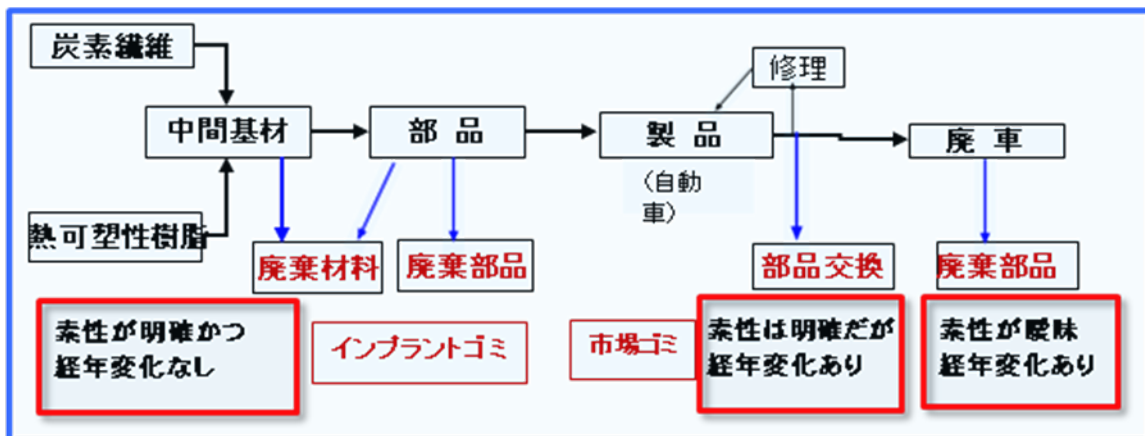 炭素繊維
修理
中間基材
部 品
製 品
廃 車
（自動
車）
熱可塑性樹脂
廃棄材料
廃棄部品
部品交換
廃棄部品
素性が明確かつ
経年変化なし
インプラントゴミ
市場ゴミ
素性は明確だが
経年変化あり
素性が曖昧
経年変化あり